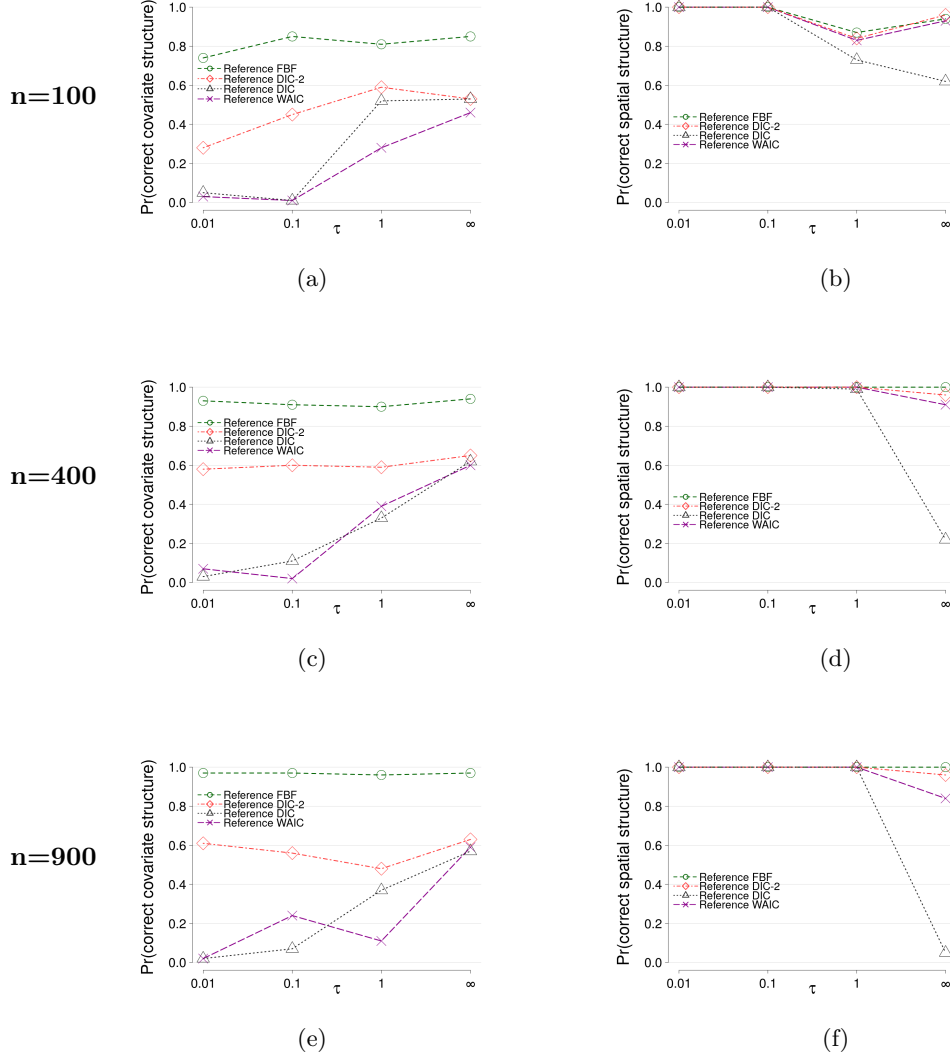 n=100
Pr(correct covariate structure)
1.0
0.8
0.6
0.4
0.2
0.0
Reference FBF
Reference DIC-2
Reference DIC
Reference WAIC
0.01
0.1
1
∞
τ
(a)
Pr(correct spatial structure)
1.0
0.8
0.6
0.4
0.2
0.0
Reference FBF
Reference DIC-2
Reference DIC
Reference WAIC
0.01
0.1
1
∞
τ
(b)
n=400
Pr(correct covariate structure)
1.0
0.8
0.6
0.4
0.2
0.0
Reference FBF
Reference DIC-2
Reference DIC
Reference WAIC
0.01
0.1
1
∞
τ
(c)
Pr(correct spatial structure)
1.0
0.8
0.6
0.4
0.2
0.0
Reference FBF
Reference DIC-2
Reference DIC
Reference WAIC
0.01
0.1
1
∞
τ
(d)
n=900
Pr(correct covariate structure)
1.0
0.8
0.6
0.4
0.2
0.0
Reference FBF
Reference DIC-2
Reference DIC
Reference WAIC
0.01
0.1
1
∞
τ
(e)
Pr(correct spatial structure)
1.0
0.8
0.6
0.4
0.2
0.0
Reference FBF
Reference DIC-2
Reference DIC
Reference WAIC
0.01
0.1
1
∞
τ
(f)